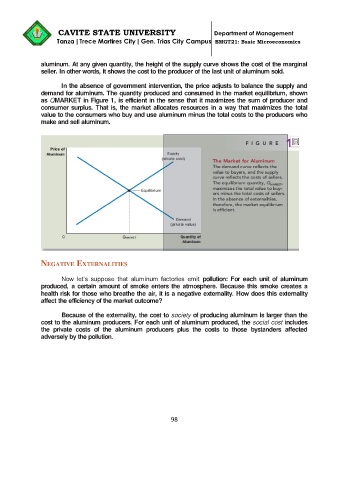 CAVITE STATE UNIVERSITY Department of Management
Tanza | Trece Martires City | Gen. Trias City Campus BMGT21: Basic Microeconomics
aluminum. At any given quantity, the height of the supply curve shows the cost of the marginal
seller. In other words, it shows the cost to the producer of the last unit of aluminum sold.
In the absence of government intervention, the price adjusts to balance the supply and
demand for aluminum. The quantity produced and consumed in the market equilibrium, shown
as QMARKET in Figure 1, is efficient in the sense that it maximizes the sum of producer and
consumer surplus. That is, the market allocates resources in a way that maximizes the total
value to the consumers who buy and use aluminum minus the total costs to the producers who
make and sell aluminum.
FIGURE 1
Price of
Aluminum
Supply
(private cost)
Equilibrium
Demand
(private value)
0
QMARKET
Quantity of
Aluminum
The Market for Aluminum
The demand curve reflects the
value to buyers, and the supply
curve reflects the costs of sellers.
The equilibrium quantity, QMARKET,
maximizes the total value to buy-
ers minus the total costs of sellers.
In the absence of externalities,
therefore, the market equilibrium
is efficient.
NEGATIVE EXTERNALITIES
Now let's suppose that aluminum factories emit pollution: For each unit of aluminum
produced, a certain amount of smoke enters the atmosphere. Because this smoke creates a
health risk for those who breathe the air, it is a negative externality. How does this externality
affect the efficiency of the market outcome?
Because of the externality, the cost to society of producing aluminum is larger than the
cost to the aluminum producers. For each unit of aluminum produced, the social cost includes
the private costs of the aluminum producers plus the costs to those bystanders affected
adversely by the pollution.
98